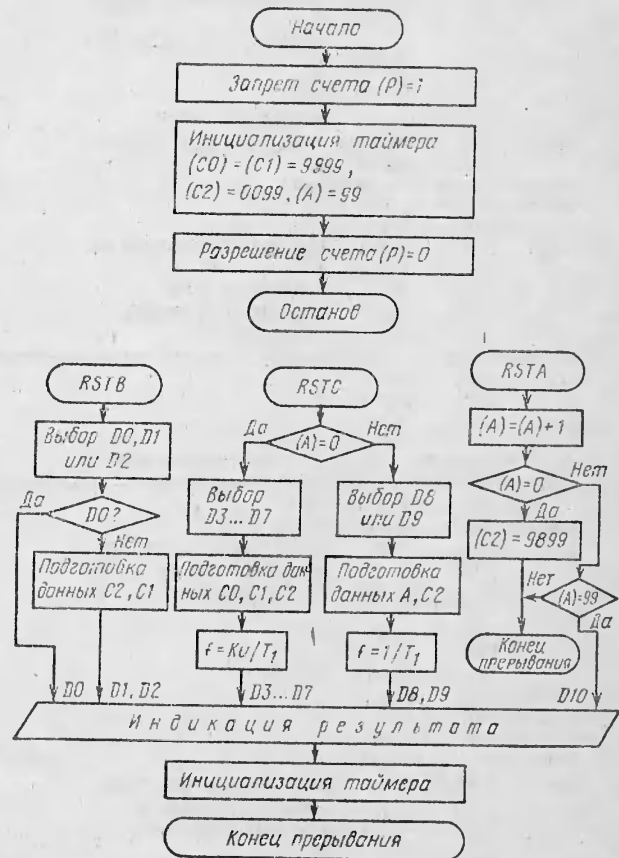 Начало
Запрет счета (P)=1
Инициализация таймера
(C0)=(C1)=9999,
(C2)=0099, (A)=99
Разрешение счета (P)=0
Останов
RSTB
Выбор D0, D1
или D2
Да
D0?
Нет
Подготовка
данных C2, C1
D0
D1, D2
RSTC
Да
(A)=0
Нет
Выбор
D3...D7
Подготовка дан
ных C0, C1, C2
f=Kv/T₁
D3...D7
Выбор D8
или D9
Подготовка
данных A, C2
f=1/T₁
D8, D9
RSTA
(A)=(A)+1
(A)=0
Нет
Да
(C2)=9899
Нет
(A)=99
Да
Конец
прерывания
D10
Индикация результата
Инициализация таймера
Конец прерывания